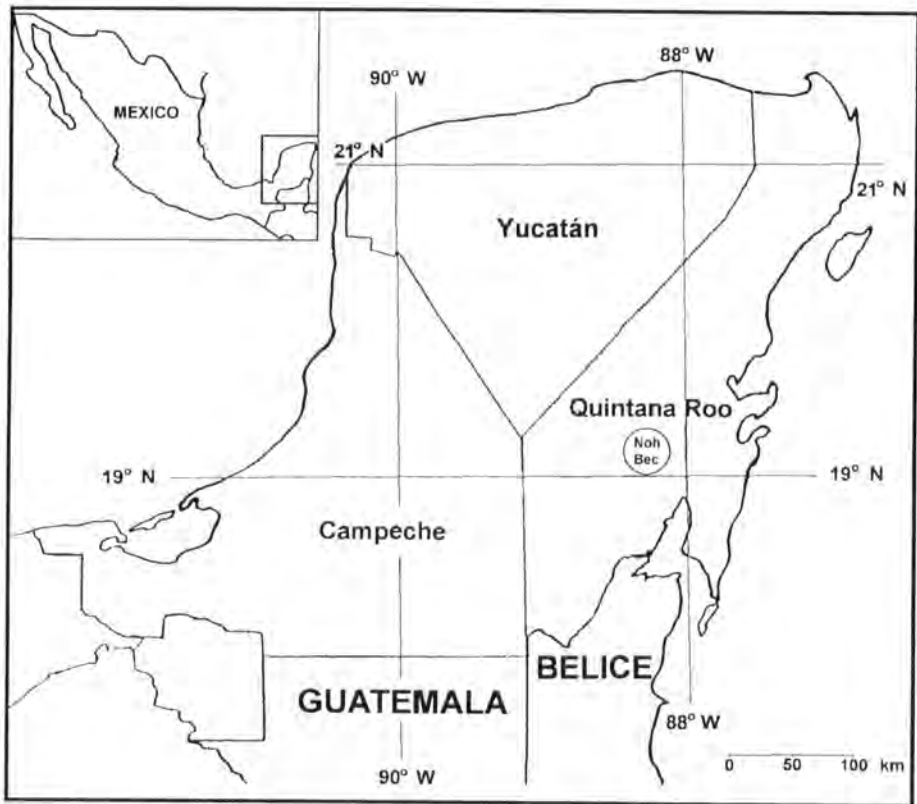 MEXICO
90° W
88° W
21° N
21° N
Yucatán
Quintana Roo
Noh
Bec
19° N
19° N
Campeche
BELICE
GUATEMALA
88° W
90° W
0 50 100 km